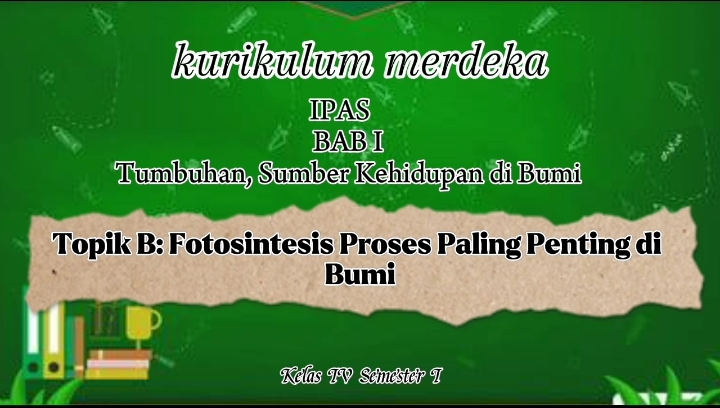 kurikulum merdeka
IPAS
BAB I
Tumbuhan, Sumber Kehidupan di Bumi
Topik B: Fotosintesis Proses Paling Penting di
Bumi
Kelas IV Semester I